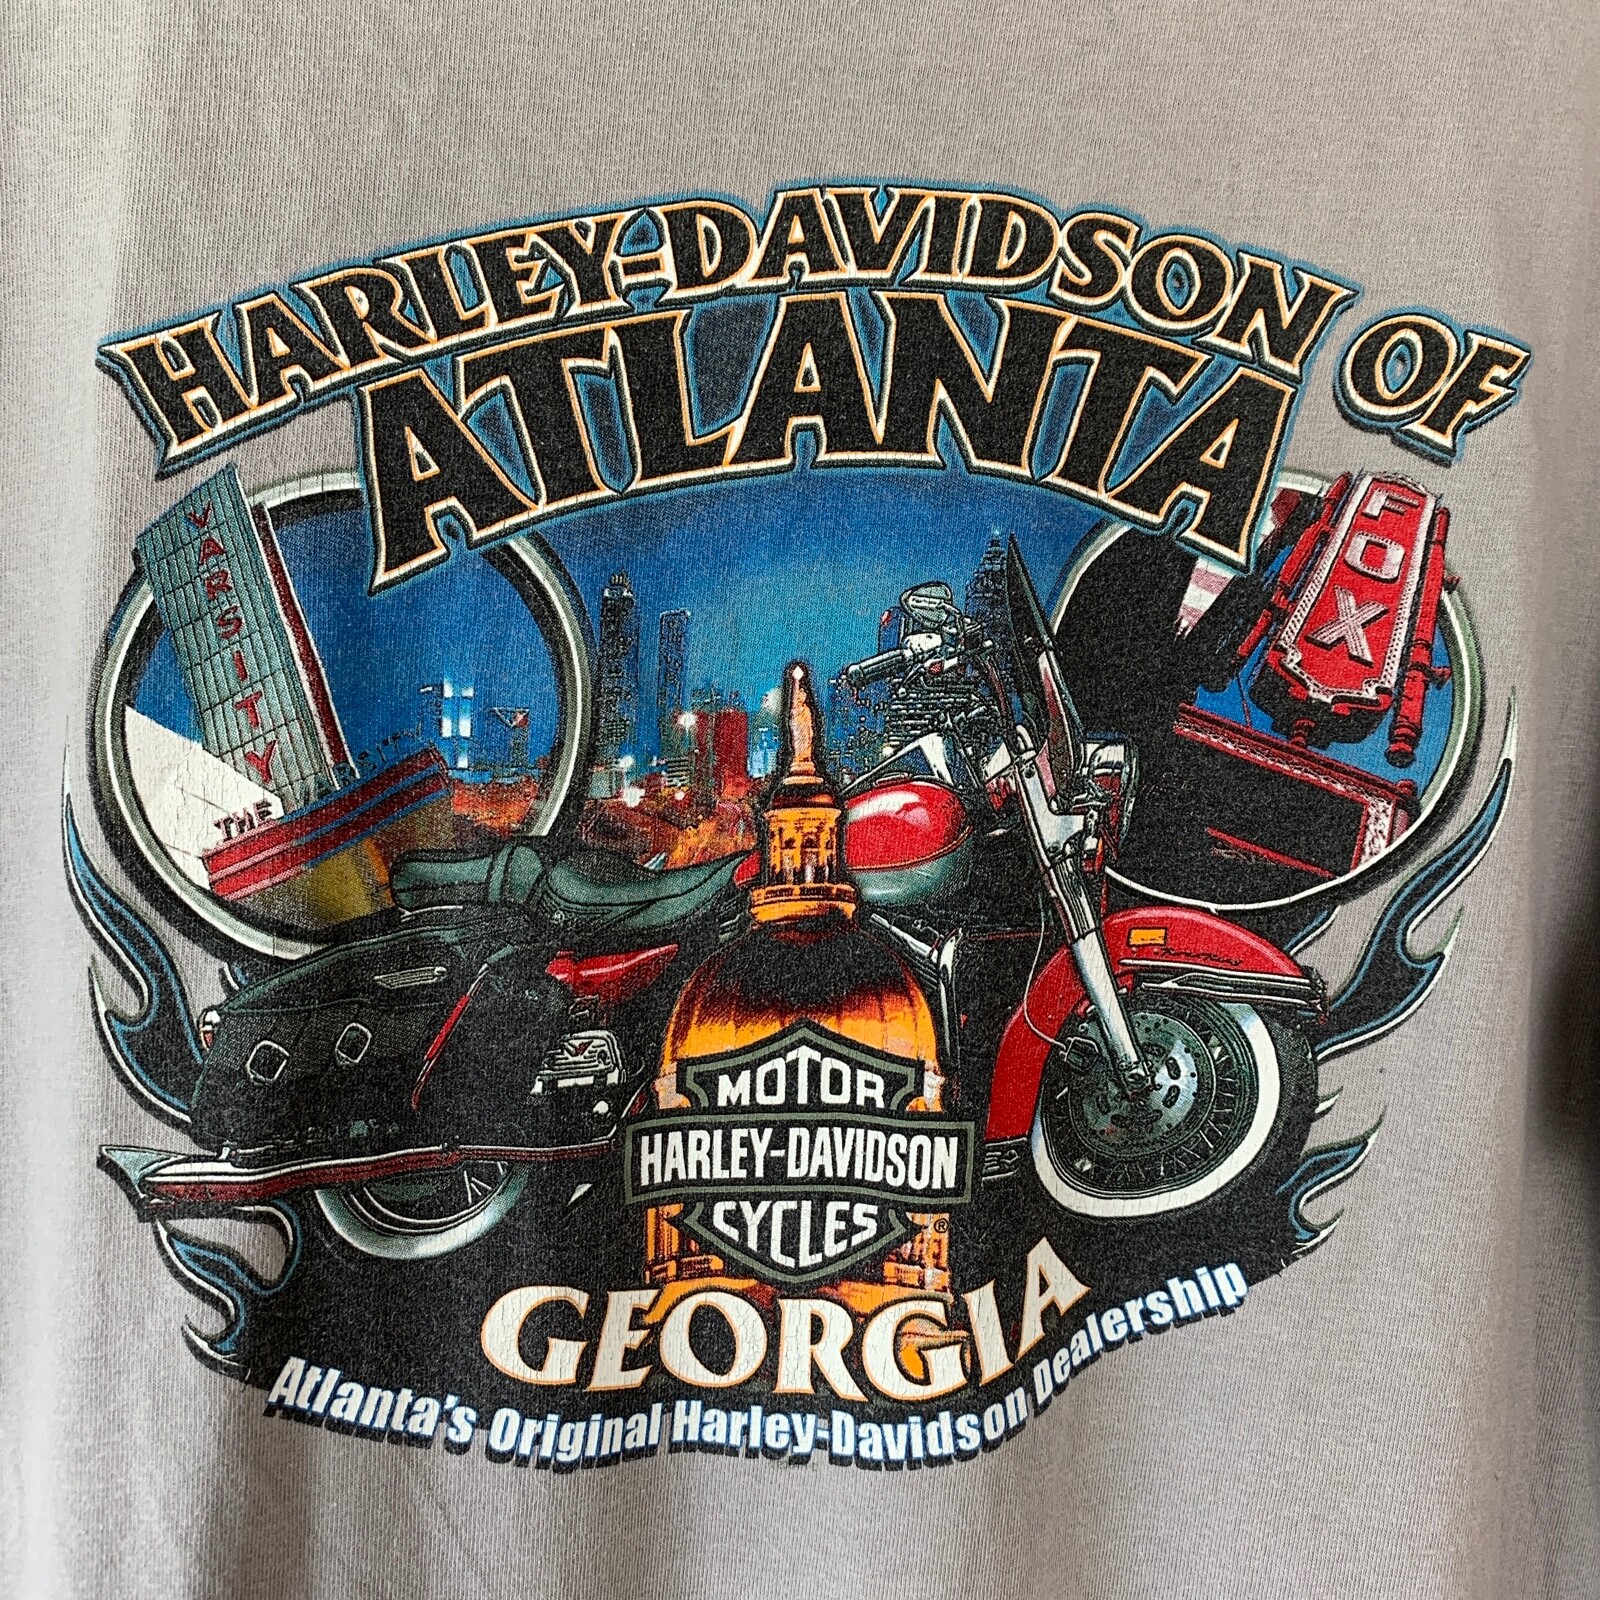 HARLEY-DAVIDSON OF
ATLANTA
VARSITY
THE
FOX
MOTOR
HARLEY-DAVIDSON
CYCLES
®
GEORGIA
Atlanta's Original Harley-Davidson Dealership